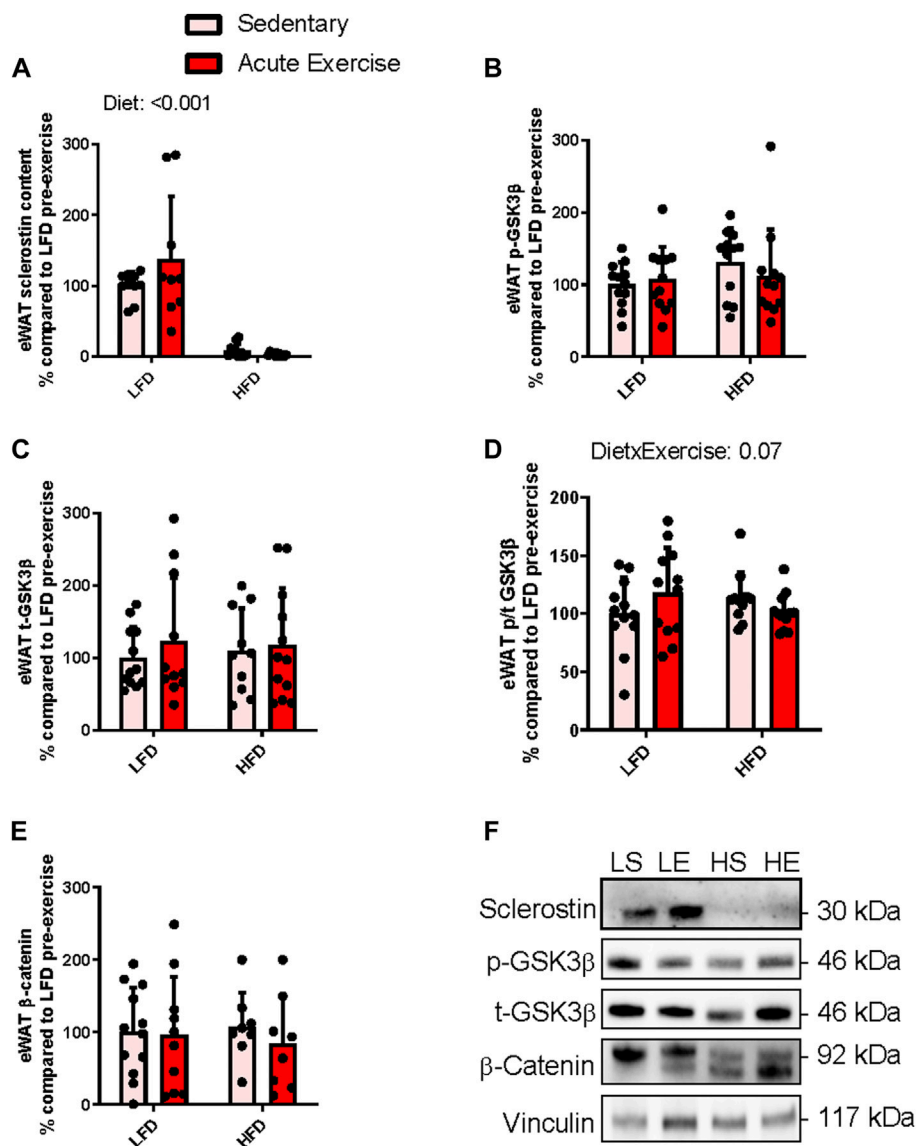 Sedentary
Acute Exercise
A
Diet: <0.001
eWAT sclerostin content
% compared to LFD pre-exercise
300
200
100
0
LFD
HFD
B
eWAT p-GSK3β
% compared to LFD pre-exercise
300
200
100
0
LFD
HFD
C
eWAT t-GSK3β
% compared to LFD pre-exercise
300
200
100
0
LFD
HFD
D
DietxExercise: 0.07
eWAT p/t GSK3β
% compared to LFD pre-exercise
200
150
100
50
0
LFD
HFD
E
eWAT β-catenin
% compared to LFD pre-exercise
300
200
100
0
LFD
HFD
F
LS LE HS HE
Sclerostin - 30 kDa
p-GSK3β - 46 kDa
t-GSK3β - 46 kDa
β-Catenin - 92 kDa
Vinculin - 117 kDa